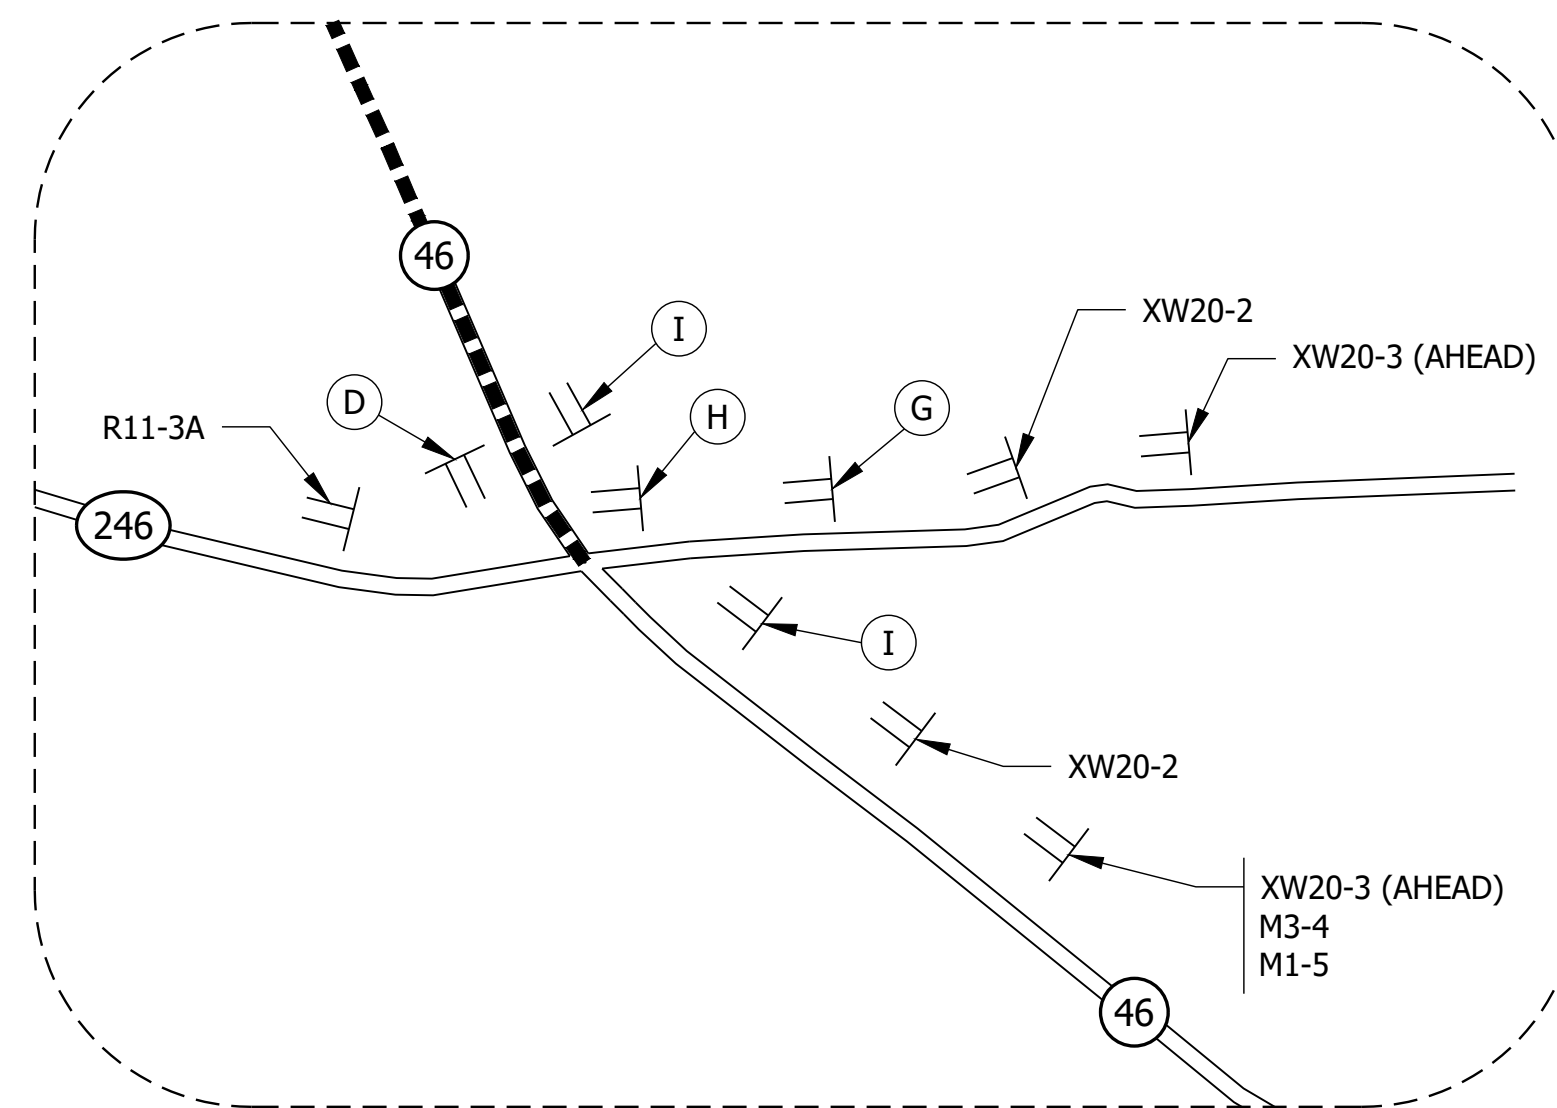 46
I
XW20-2
XW20-3 (AHEAD)
D
H
G
R11-3A
246
I
XW20-2
XW20-3 (AHEAD)
M3-4
M1-5
46